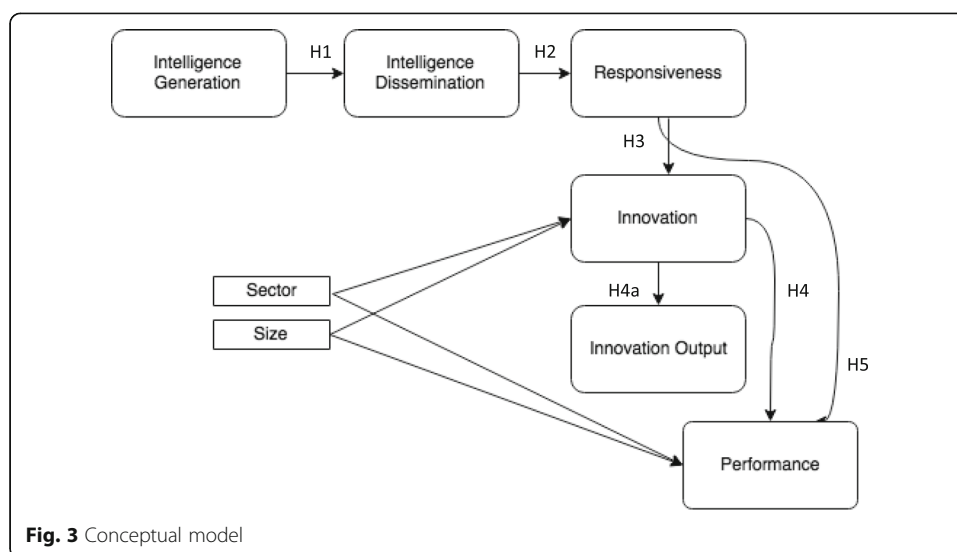 H1
H2
Intelligence
Generation
Intelligence
Dissemination
Responsiveness
H3
Innovation
Sector
H4a
H4
Size
Innovation Output
H5
Performance
Fig. 3 Conceptual model